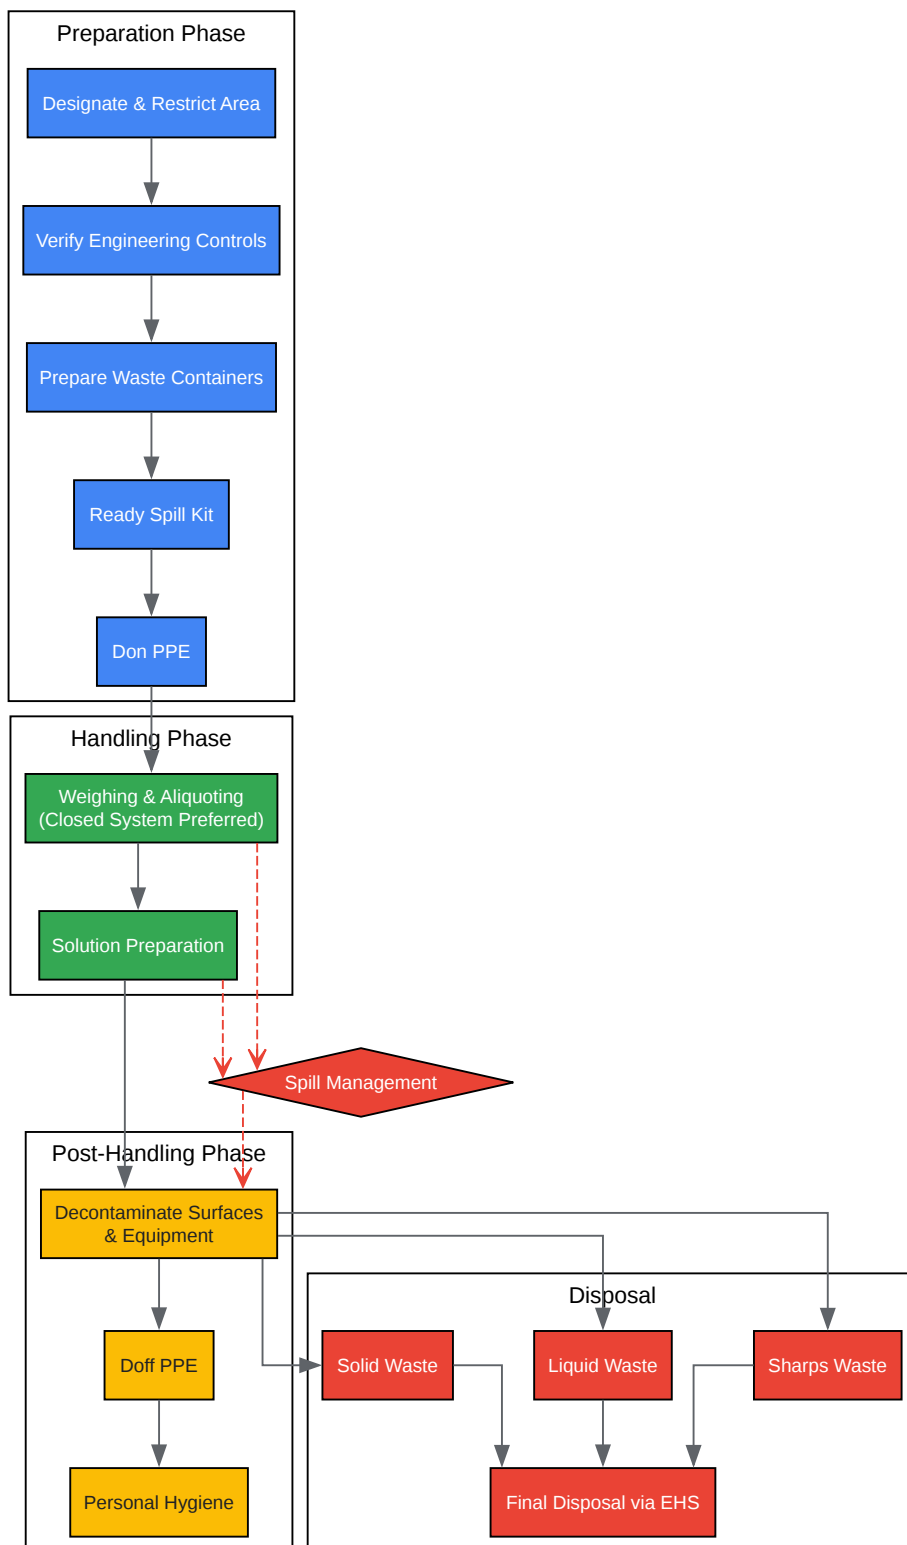 Preparation Phase
Designate & Restrict Area
Verify Engineering Controls
Prepare Waste Containers
Ready Spill Kit
Don PPE
Handling Phase
Weighing & Aliquoting
(Closed System Preferred)
Solution Preparation
Spill Management
Post-Handling Phase
Decontaminate Surfaces
& Equipment
Disposal
Doff PPE
Solid Waste
Liquid Waste
Sharps Waste
Personal Hygiene
Final Disposal via EHS